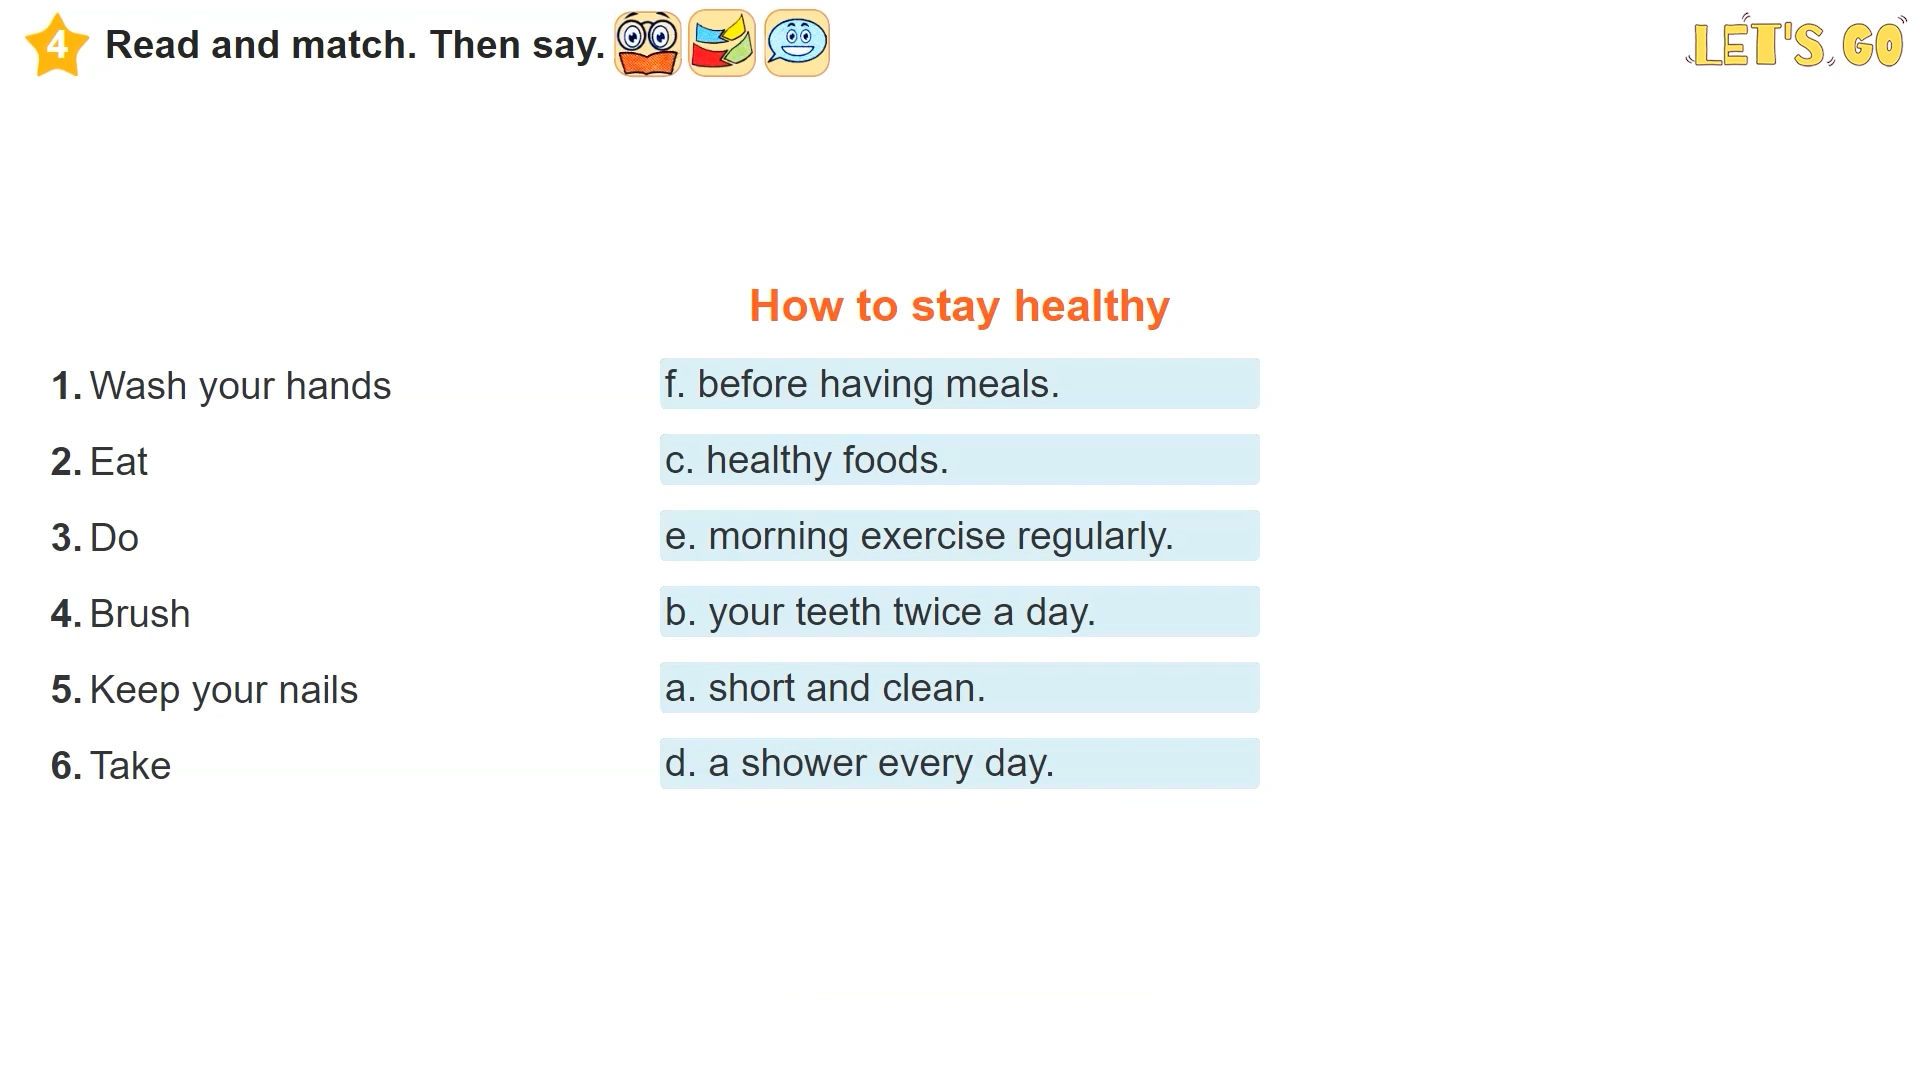 4 Read and match. Then say.
LET'S GO
How to stay healthy
1. Wash your hands f. before having meals.
2. Eat c. healthy foods.
3. Do e. morning exercise regularly.
4. Brush b. your teeth twice a day.
5. Keep your nails a. short and clean.
6. Take d. a shower every day.